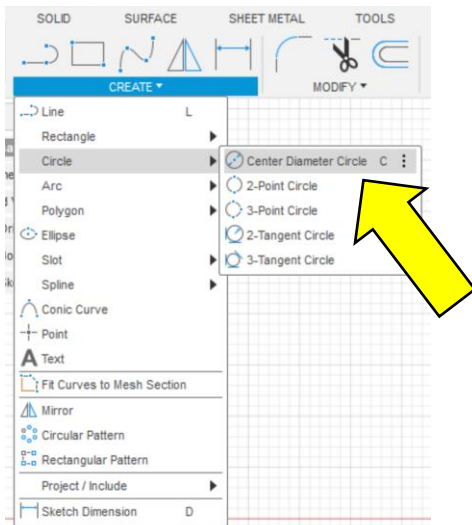 SOLID SURFACE SHEET METAL TOOLS
CREATE ▾ MODIFY ▾
Line L
Rectangle
Circle
Center Diameter Circle C
Arc
2-Point Circle
Polygon
3-Point Circle
Ellipse
2-Tangent Circle
Slot
3-Tangent Circle
Spline
Conic Curve
Point
A Text
Fit Curves to Mesh Section
Mirror
Circular Pattern
Rectangular Pattern
Project / Include
Sketch Dimension D